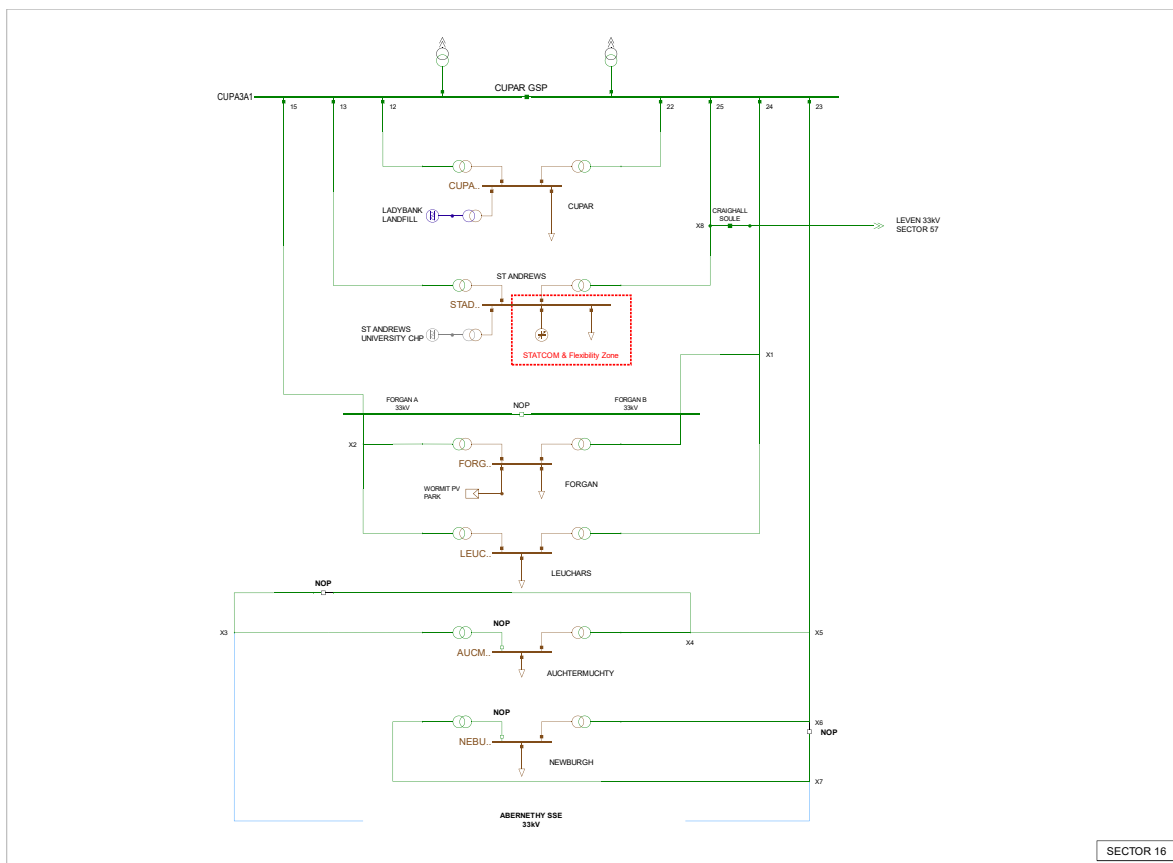 CUPAR GSP
CUPA3A1
15
13
12
22
25
24
23
CUPA..
CUPAR
LADYBANK
LANDFILL
CRAIGHALL
SOULE
X8
LEVEN 33kV
SECTOR 57
ST ANDREWS
STAD..
ST ANDREWS
UNIVERSITY CHP
STATCOM & Flexibility Zone
X1
FORGAN A
33kV
NOP
FORGAN B
33kV
X2
FORG..
FORGAN
WORMIT PV
PARK
LEUC..
LEUCHARS
NOP
X3
NOP
X4
X5
AUCM..
AUCHTERMUCHTY
NOP
X6
NOP
NEBU..
NEWBURGH
X7
ABERNETHY SSE
33kV
SECTOR 16